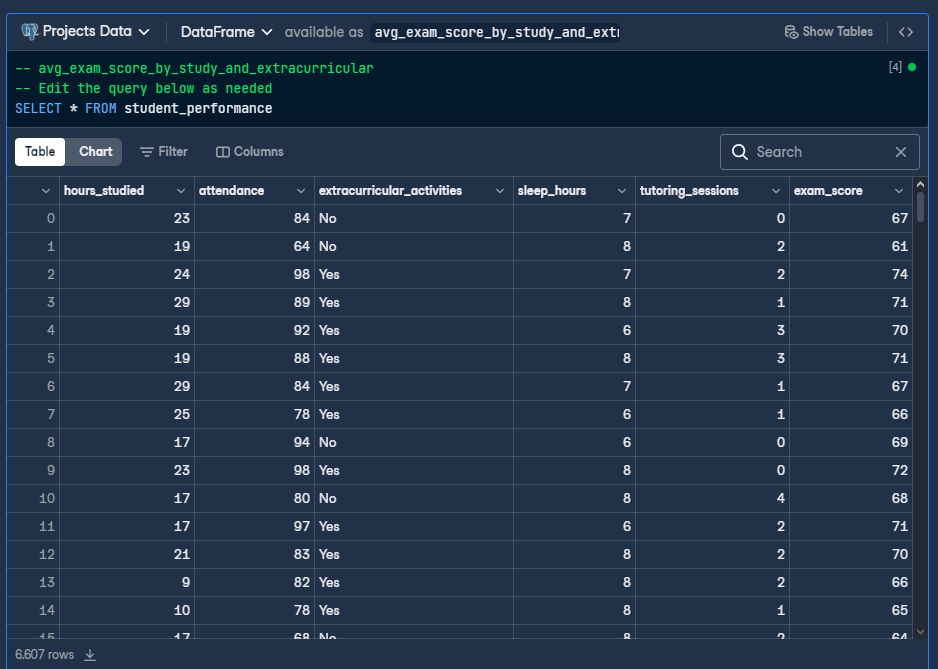 Projects Data DataFrame available as avg_exam_score_by_study_and_extr Show Tables <>
-- avg_exam_score_by_study_and_extracurricular [4]
-- Edit the query below as needed
SELECT * FROM student_performance
Table Chart Filter Columns Search
hours_studied attendance extracurricular_activities sleep_hours tutoring_sessions exam_score
0 23 84 No 7 0 67
1 19 64 No 8 2 61
2 24 98 Yes 7 2 74
3 29 89 Yes 8 1 71
4 19 92 Yes 6 3 70
5 19 88 Yes 8 3 71
6 29 84 Yes 7 1 67
7 25 78 Yes 6 1 66
8 17 94 No 6 0 69
9 23 98 Yes 8 0 72
10 17 80 No 8 4 68
11 17 97 Yes 6 2 71
12 21 83 Yes 8 2 70
13 9 82 Yes 8 2 66
14 10 78 Yes 8 1 65
15 17 68 No 8 2 64
6.607 rows